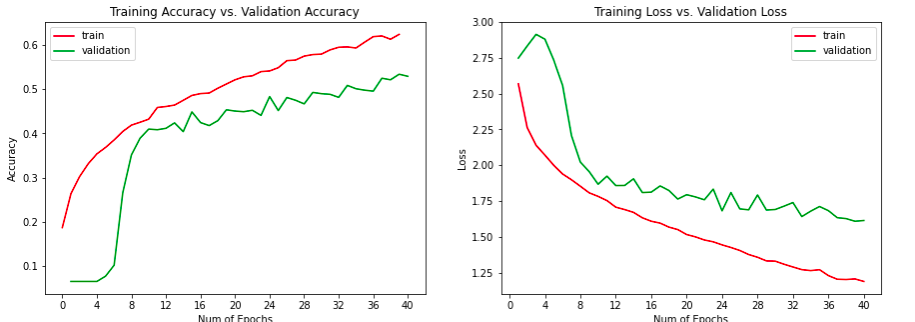 Training Accuracy vs. Validation Accuracy
train
validation
0.6
0.5
0.4
0.3
0.2
0.1
Accuracy
0 4 8 12 16 20 24 28 32 36 40
Num of Epochs
Training Loss vs. Validation Loss
train
validation
3.00
2.75
2.50
2.25
2.00
1.75
1.50
1.25
Loss
0 4 8 12 16 20 24 28 32 36 40
Num of Epochs